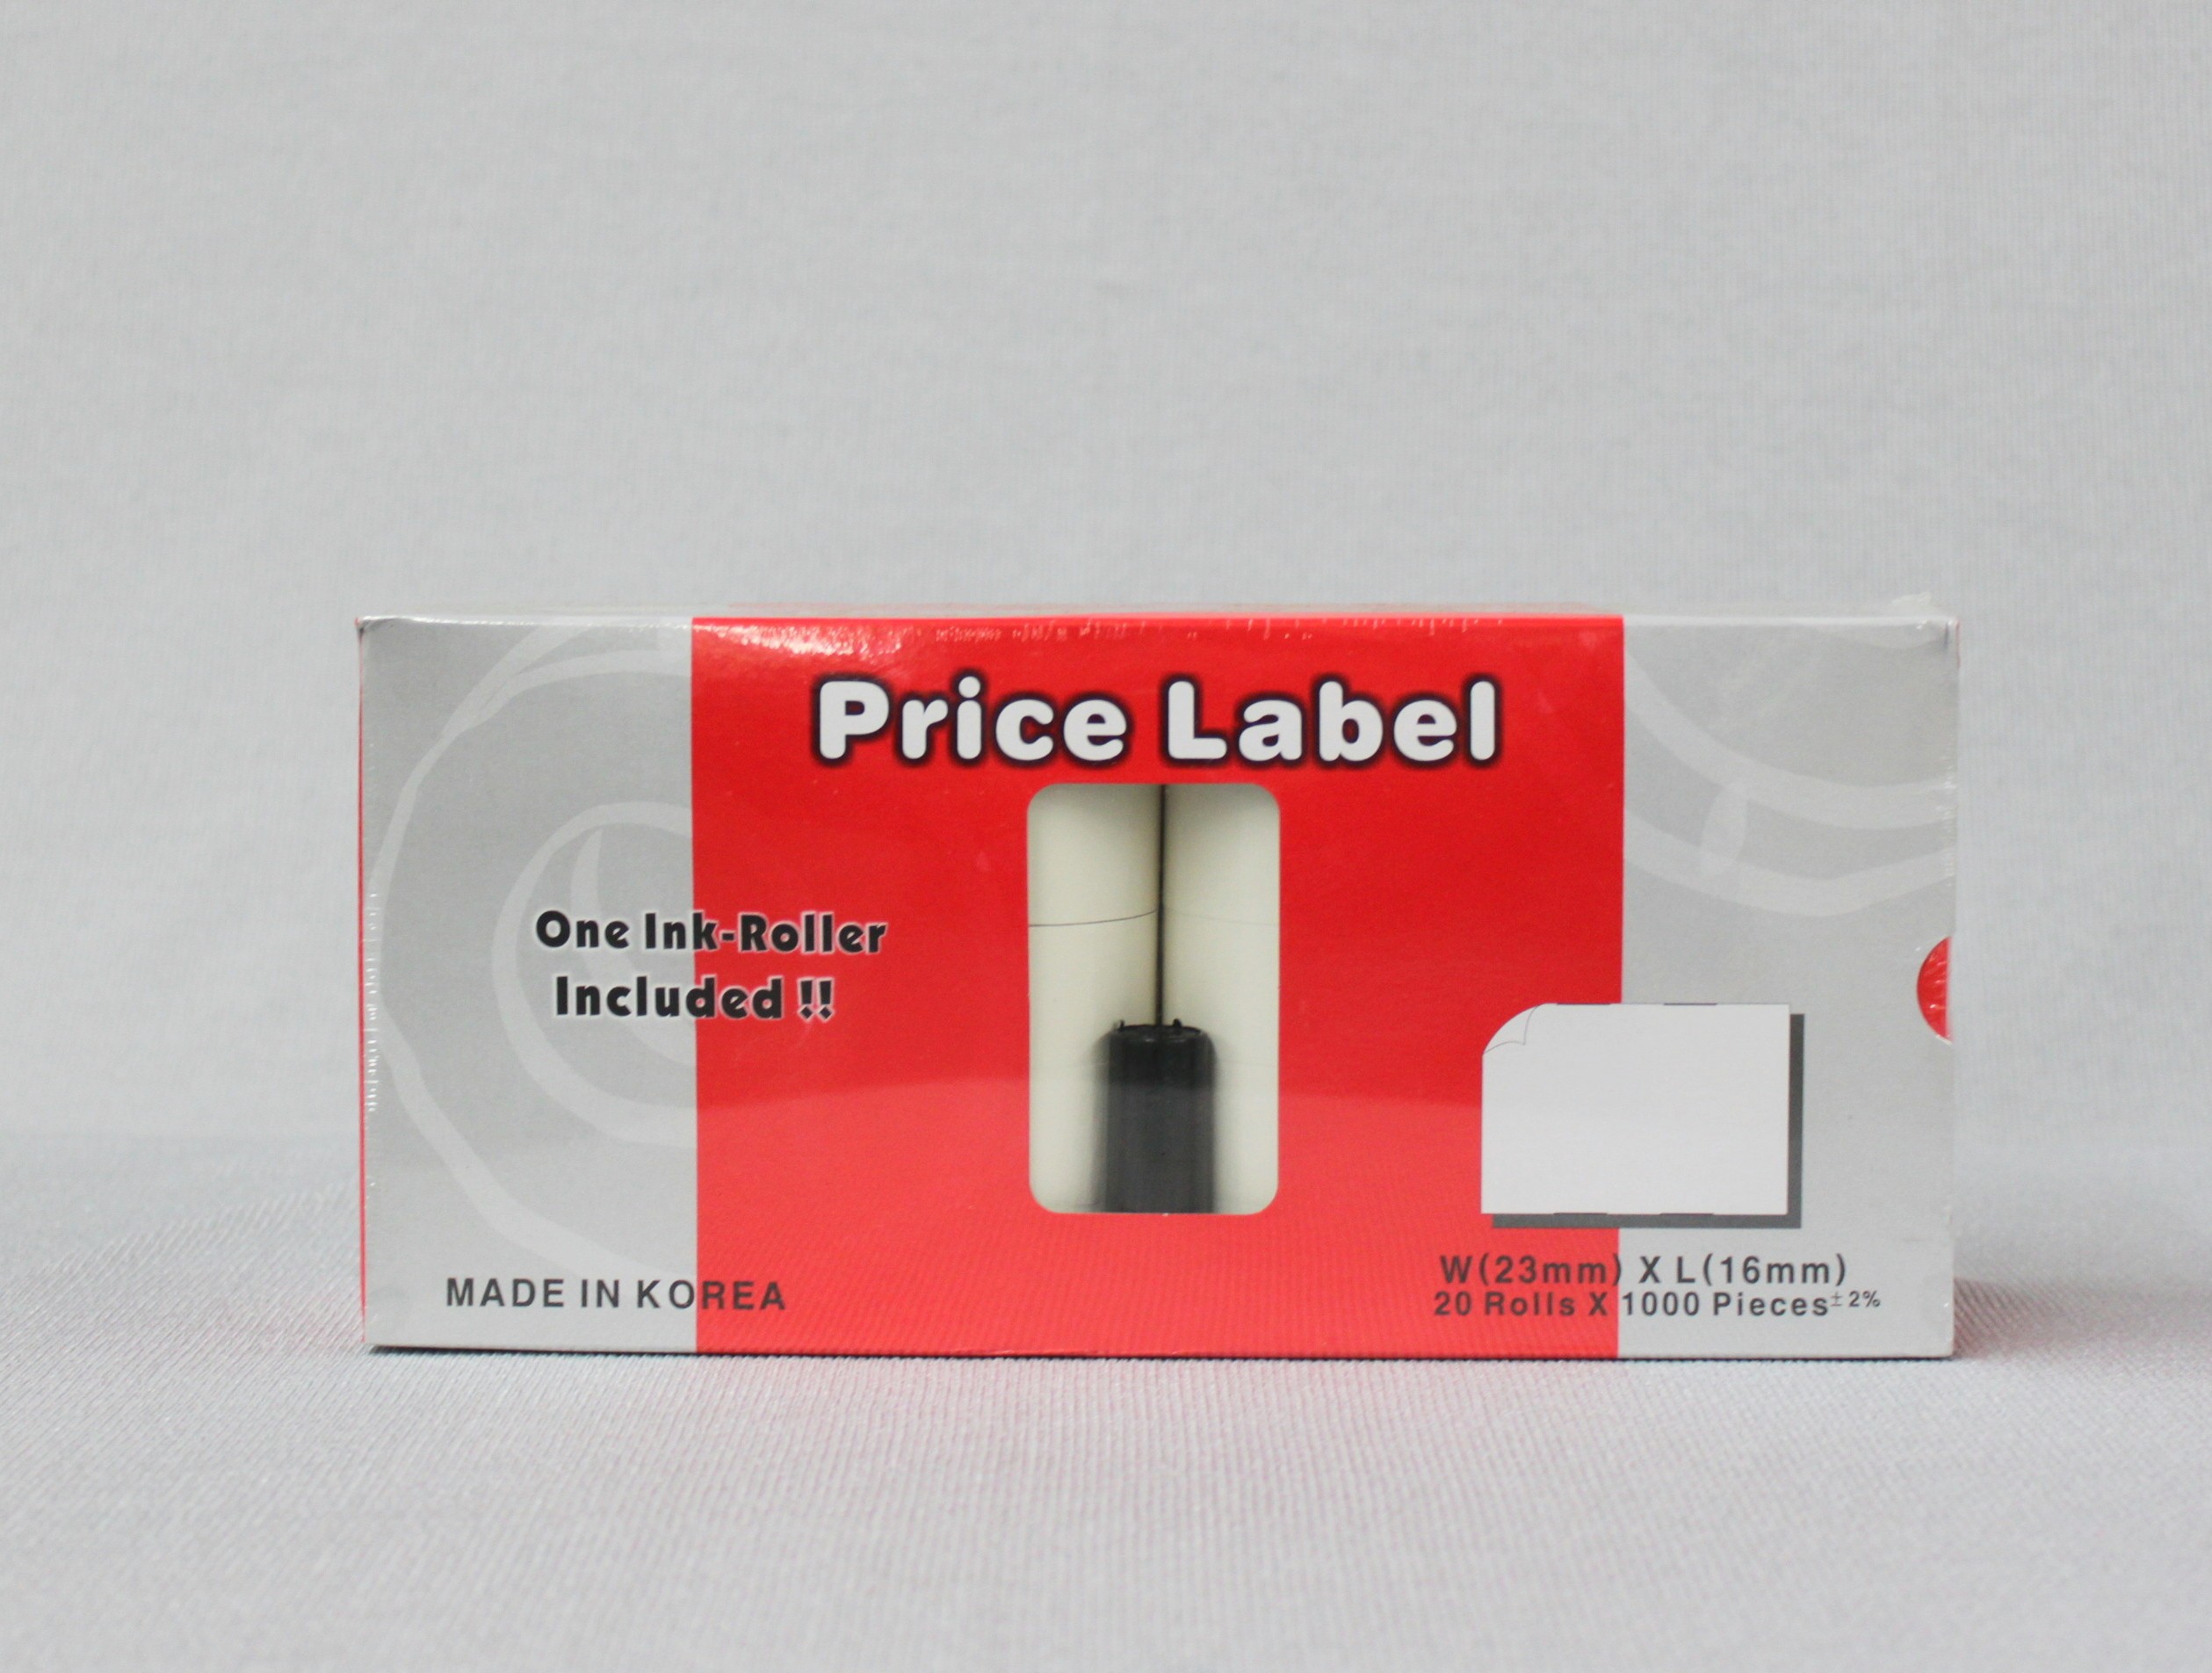 Price Label
One Ink-Roller
Included !!
MADE IN KOREA
W(23mm) X L(16mm)
20 Rolls X 1000 Pieces±2%